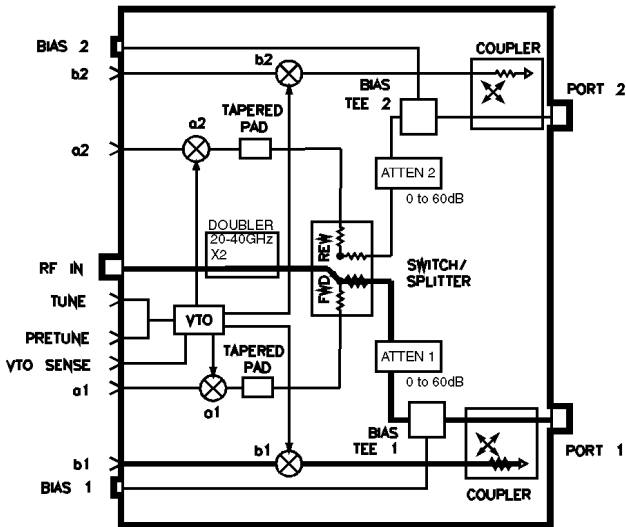 BIAS 2
b2
b2
COUPLER
PORT 2
BIAS
TEE 2
TAPERED
PAD
a2
a2
ATTEN 2
0 to 60dB
DOUBLER
20-40GHz
X2
REW
RF IN
SWITCH/
SPLITTER
FWD
TUNE
VTO
PRETUNE
VTO SENSE
TAPERED
PAD
ATTEN 1
0 to 60dB
a1
a1
BIAS
TEE 1
PORT 1
b1
b1
BIAS 1
COUPLER